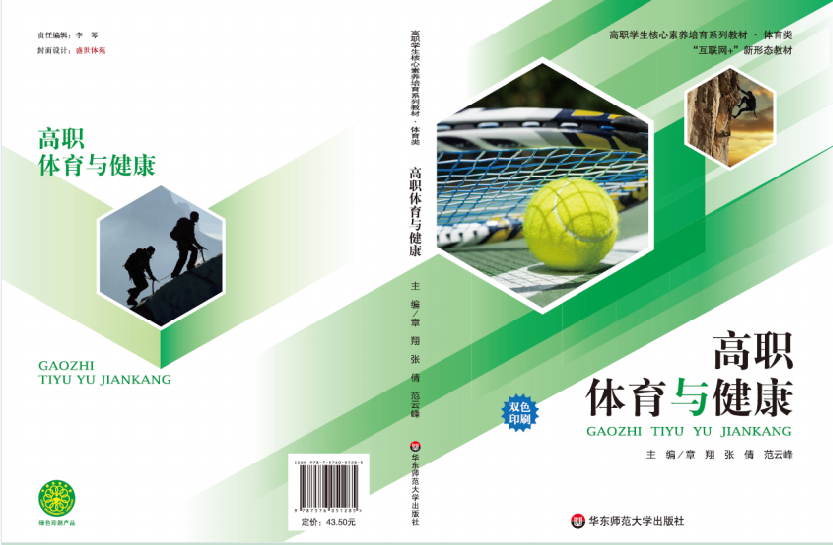 责任编辑：李 琴
封面设计：盛世体苑
高职
体育与健康
GAOZHI
TIYU YU JIANKANG
绿色印刷产品
定价：43.50元
高职学生核心素养培育系列教材·体育类
高职体育与健康
主 编/章 翔 张 倩 范云峰
华东师范大学出版社
高职学生核心素养培育系列教材·体育类
“互联网+”新形态教材
双色
印刷
高职
体育与健康
GAOZHI TIYU YU JIANKANG
主 编/章 翔 张 倩 范云峰
华东师范大学出版社